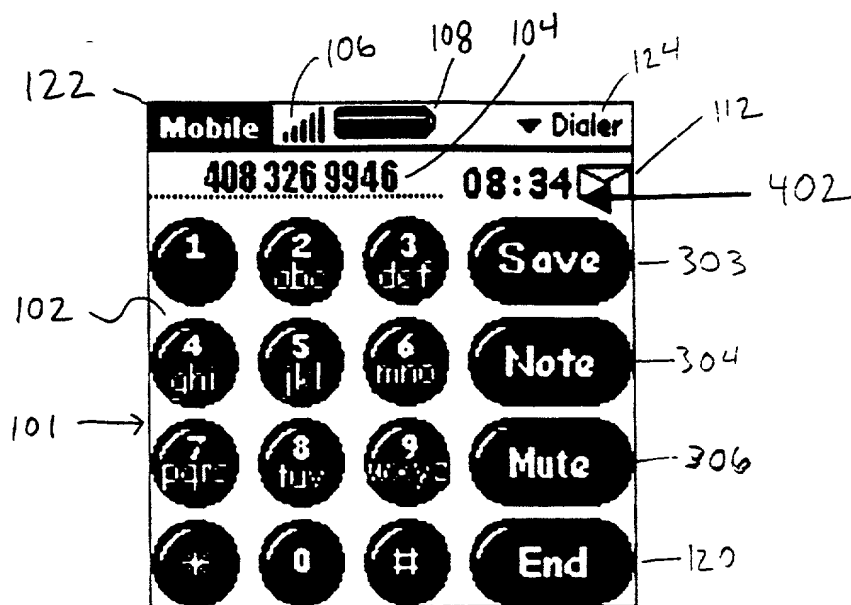 106 108 104 124
122 112
Mobile Dialer
408 326 9946 08:34
402
1 2 3 Save 303
abc def
102
4 5 6 Note 304
ghi jkl mno
101
7 8 9 Mute 306
pqrs tuv wxyz
* 0 # End 120